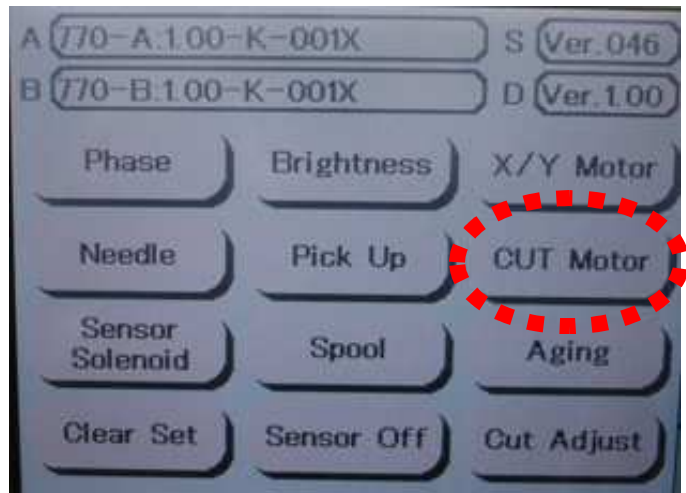 A 770-A:1.00-K-001X S Ver.046
B 770-B:1.00-K-001X D Ver.1.00
Phase Brightness X/Y Motor
Needle Pick Up CUT Motor
Sensor
Solenoid Spool Aging
Clear Set Sensor Off Cut Adjust